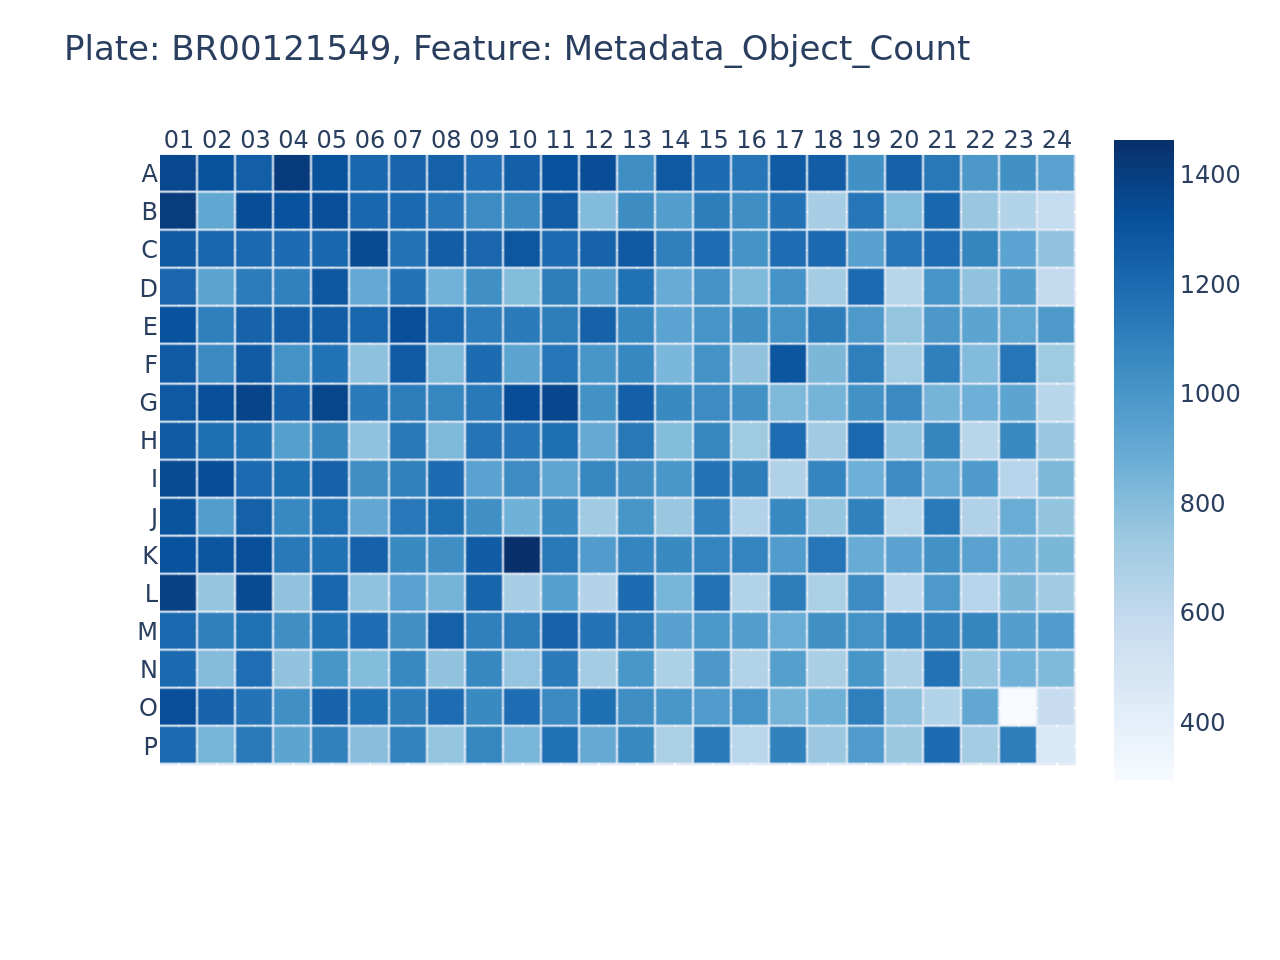 Plate: BR00121549, Feature: Metadata_Object_Count
01 02 03 04 05 06 07 08 09 10 11 12 13 14 15 16 17 18 19 20 21 22 23 24
A
B
C
D
E
F
G
H
I
J
K
L
M
N
O
P
1400
1200
1000
800
600
400